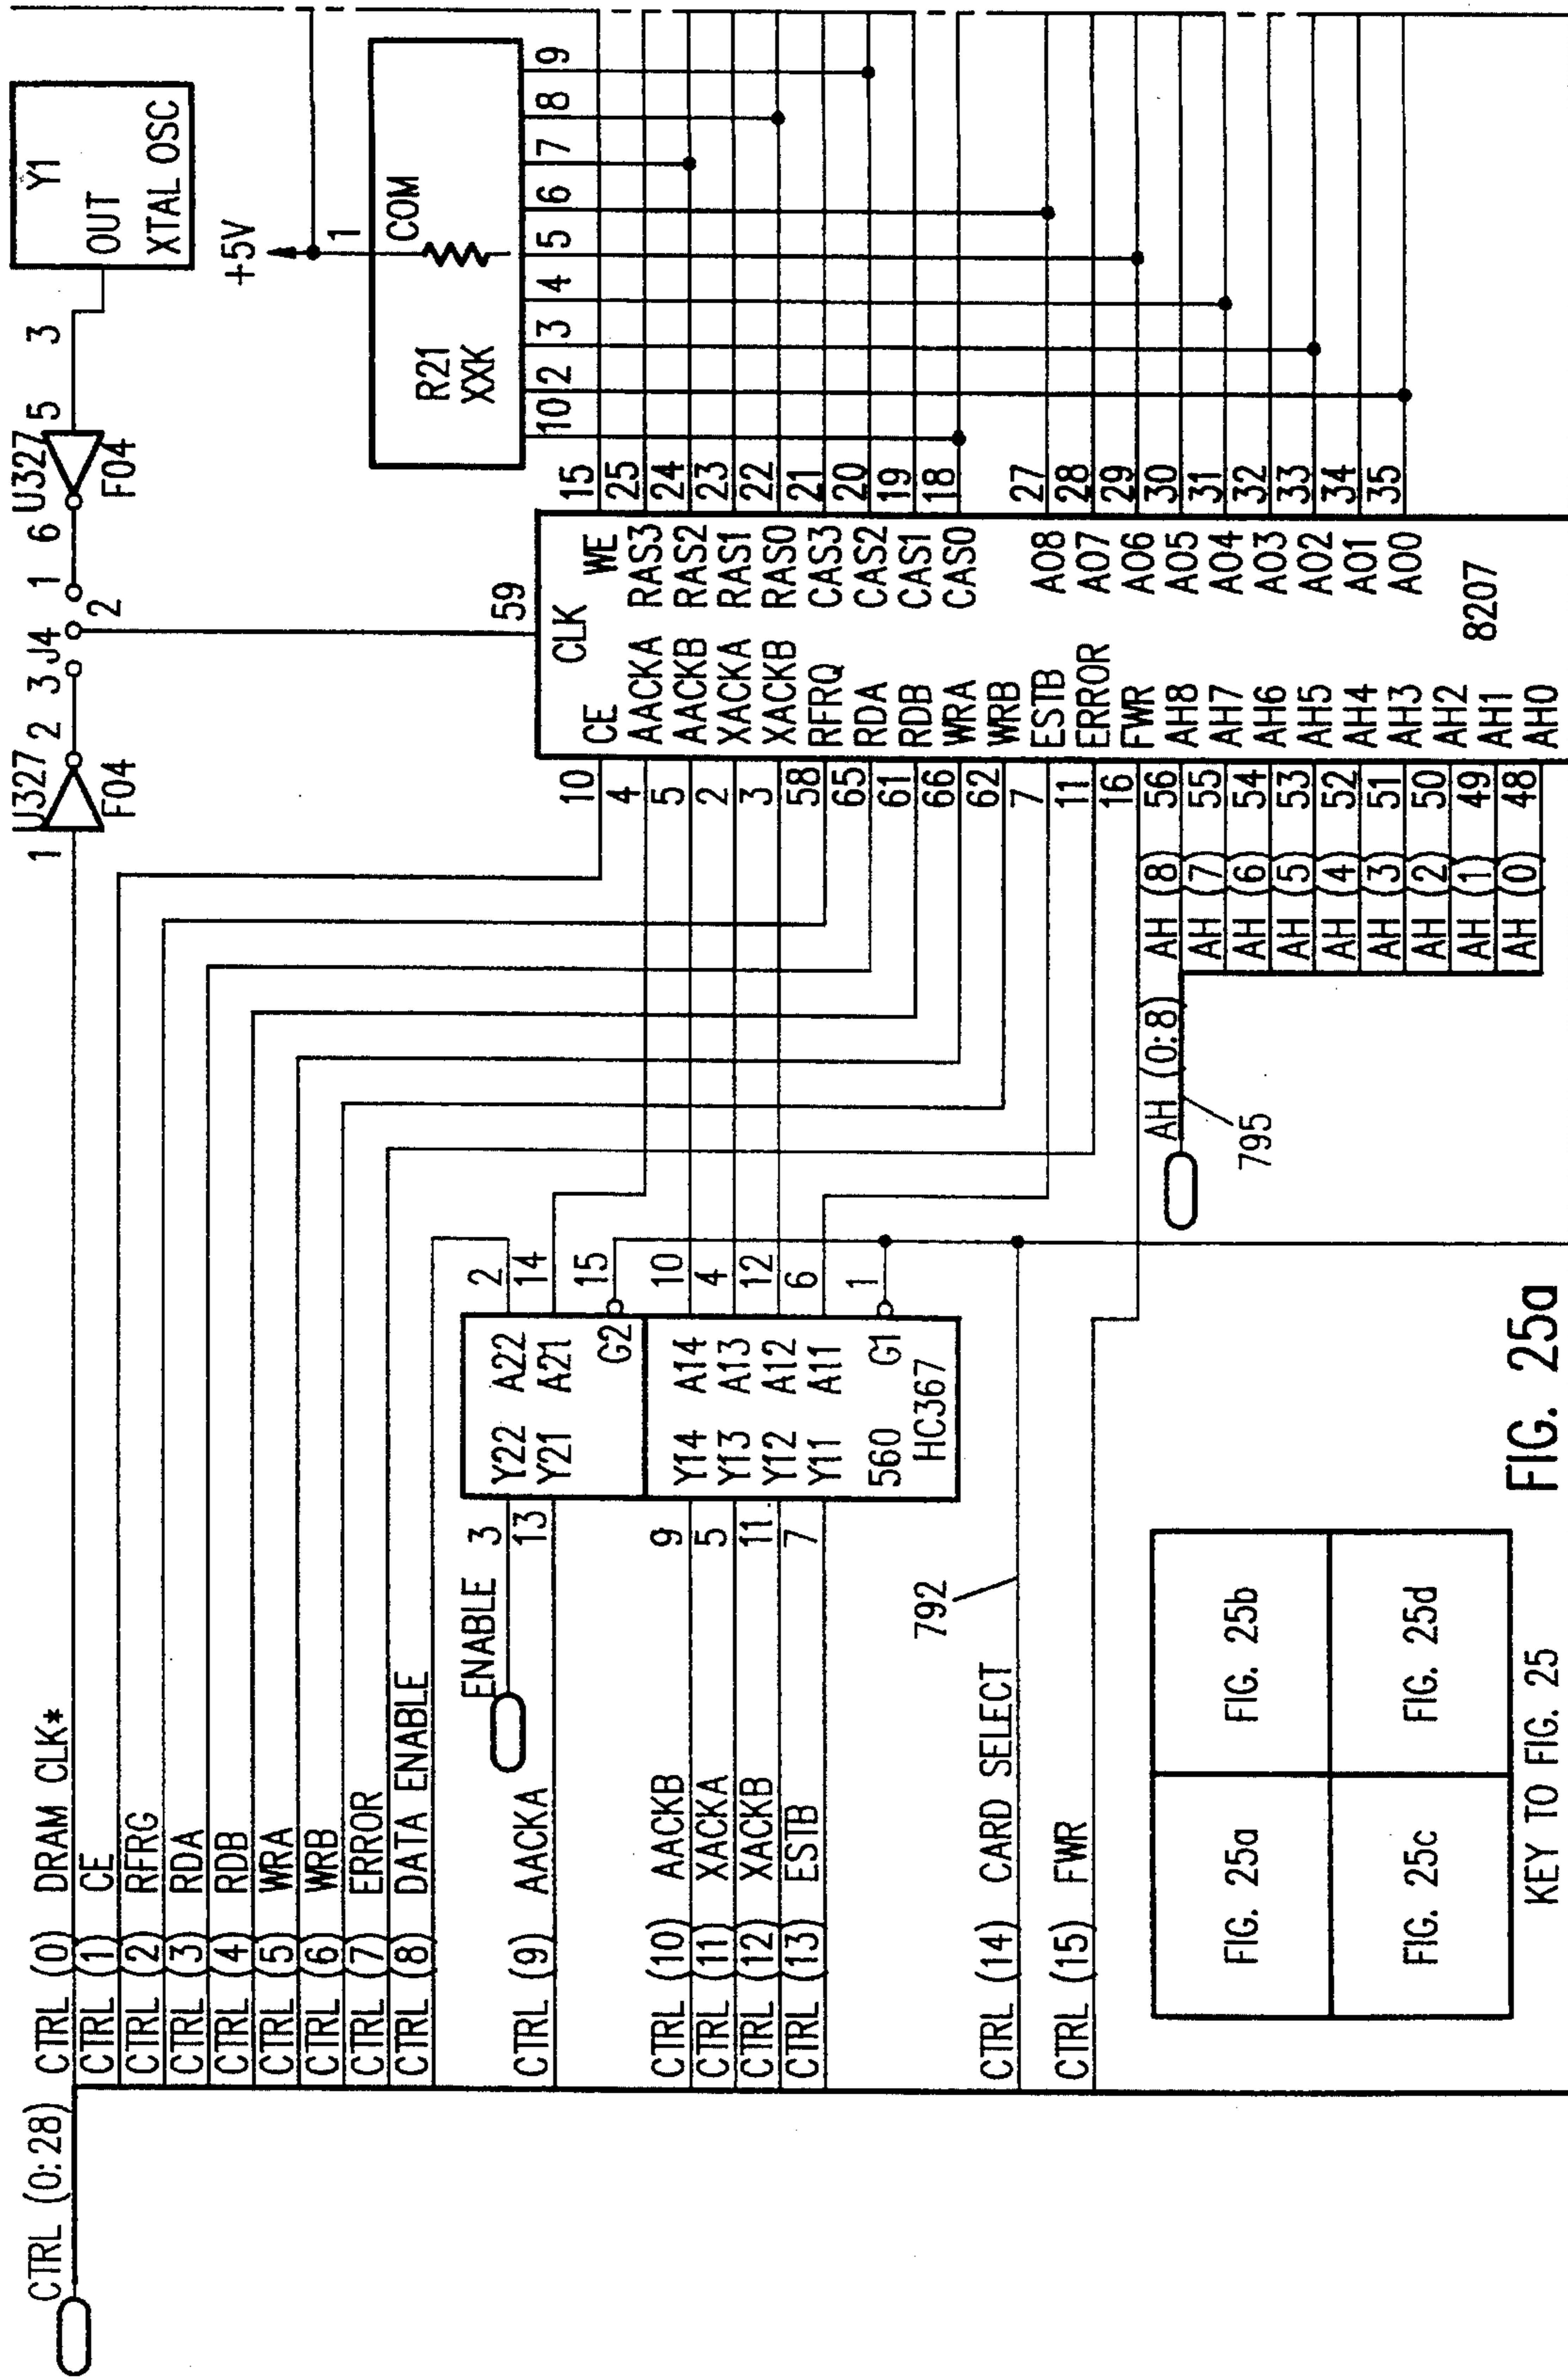 CTRL (0:28)
CTRL (0) DRAM CLK*
CTRL (1) CE
CTRL (2) RFRG
CTRL (3) RDA
CTRL (4) RDB
CTRL (5) WRA
CTRL (6) WRB
CTRL (7) ERROR
CTRL (8) DATA ENABLE
ENABLE
CTRL (9) AACKA
CTRL (10) AACKB
CTRL (11) XACKA
CTRL (12) XACKB
CTRL (13) ESTB
CTRL (14) CARD SELECT
792
CTRL (15) FWR
3 Y22 A22 2
13 Y21 A21 14
G2 15
9 Y14 A14 10
5 Y13 A13 4
11 Y12 A12 12
7 Y11 A11 6
560 G1 1
HC367
1 U327 2 3 J4 1 6 U327 5 3
F04
2
F04
Y1
OUT
XTAL OSC
+5V
1
COM
R21
XXK
10 2 3 4 5 6 7 8 9
59
CLK
10 CE WE 15
4 AACKA RAS3 25
5 AACKB RAS2 24
2 XACKA RAS1 23
3 XACKB RAS0 22
58 RFRQ CAS3 21
65 RDA CAS2 20
61 RDB CAS1 19
66 WRA CAS0 18
62 WRB
7 ESTB AO8 27
11 ERROR AO7 28
16 FWR AO6 29
AH (8) 56 AH8 AO5 30
AH (7) 55 AH7 AO4 31
AH (6) 54 AH6 AO3 32
AH (5) 53 AH5 AO2 33
AH (4) 52 AH4 AO1 34
AH (3) 51 AH3 AO0 35
AH (2) 50 AH2
AH (1) 49 AH1
AH (0) 48 AH0
8207
AH (0:8)
795
FIG. 25a FIG. 25b
FIG. 25c FIG. 25d
KEY TO FIG. 25
FIG. 25a